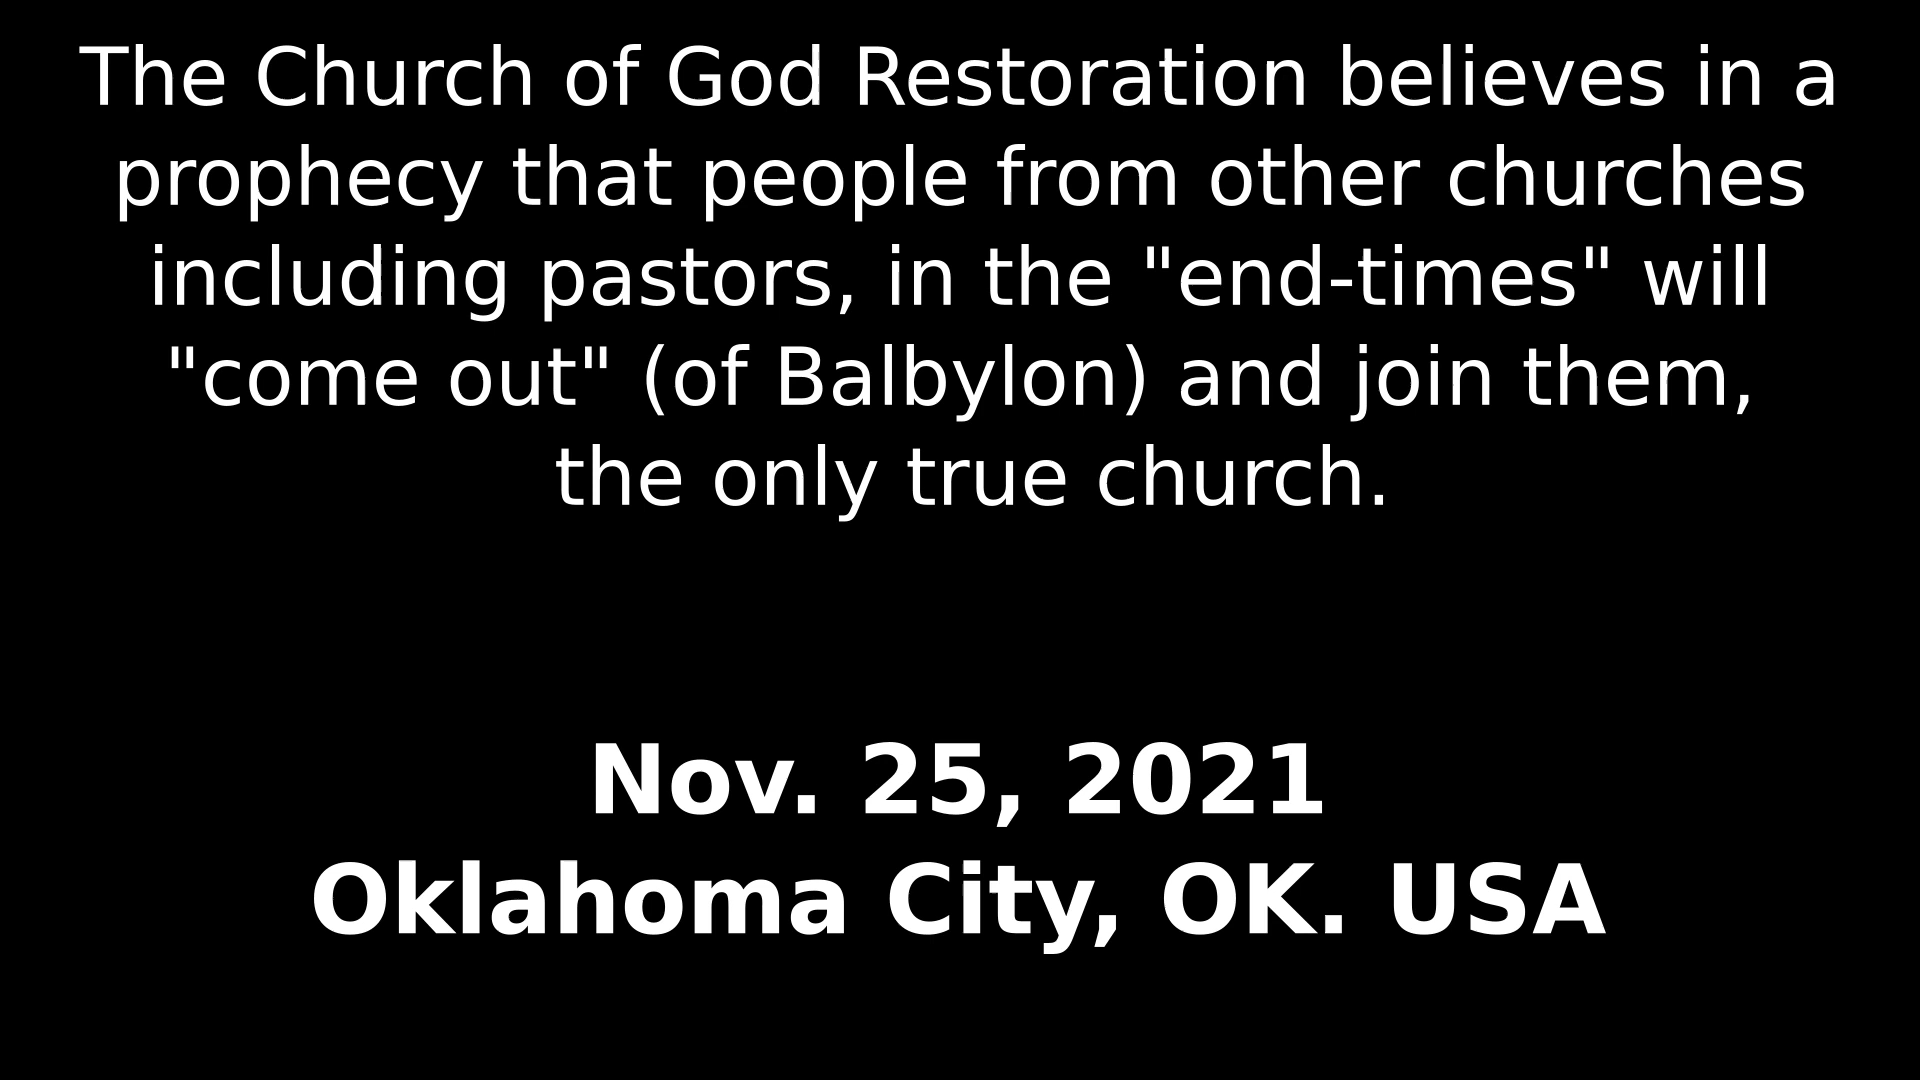 The Church of God Restoration believes in a
prophecy that people from other churches
including pastors, in the "end-times" will
"come out" (of Balbylon) and join them,
the only true church.
Nov. 25, 2021
Oklahoma City, OK. USA